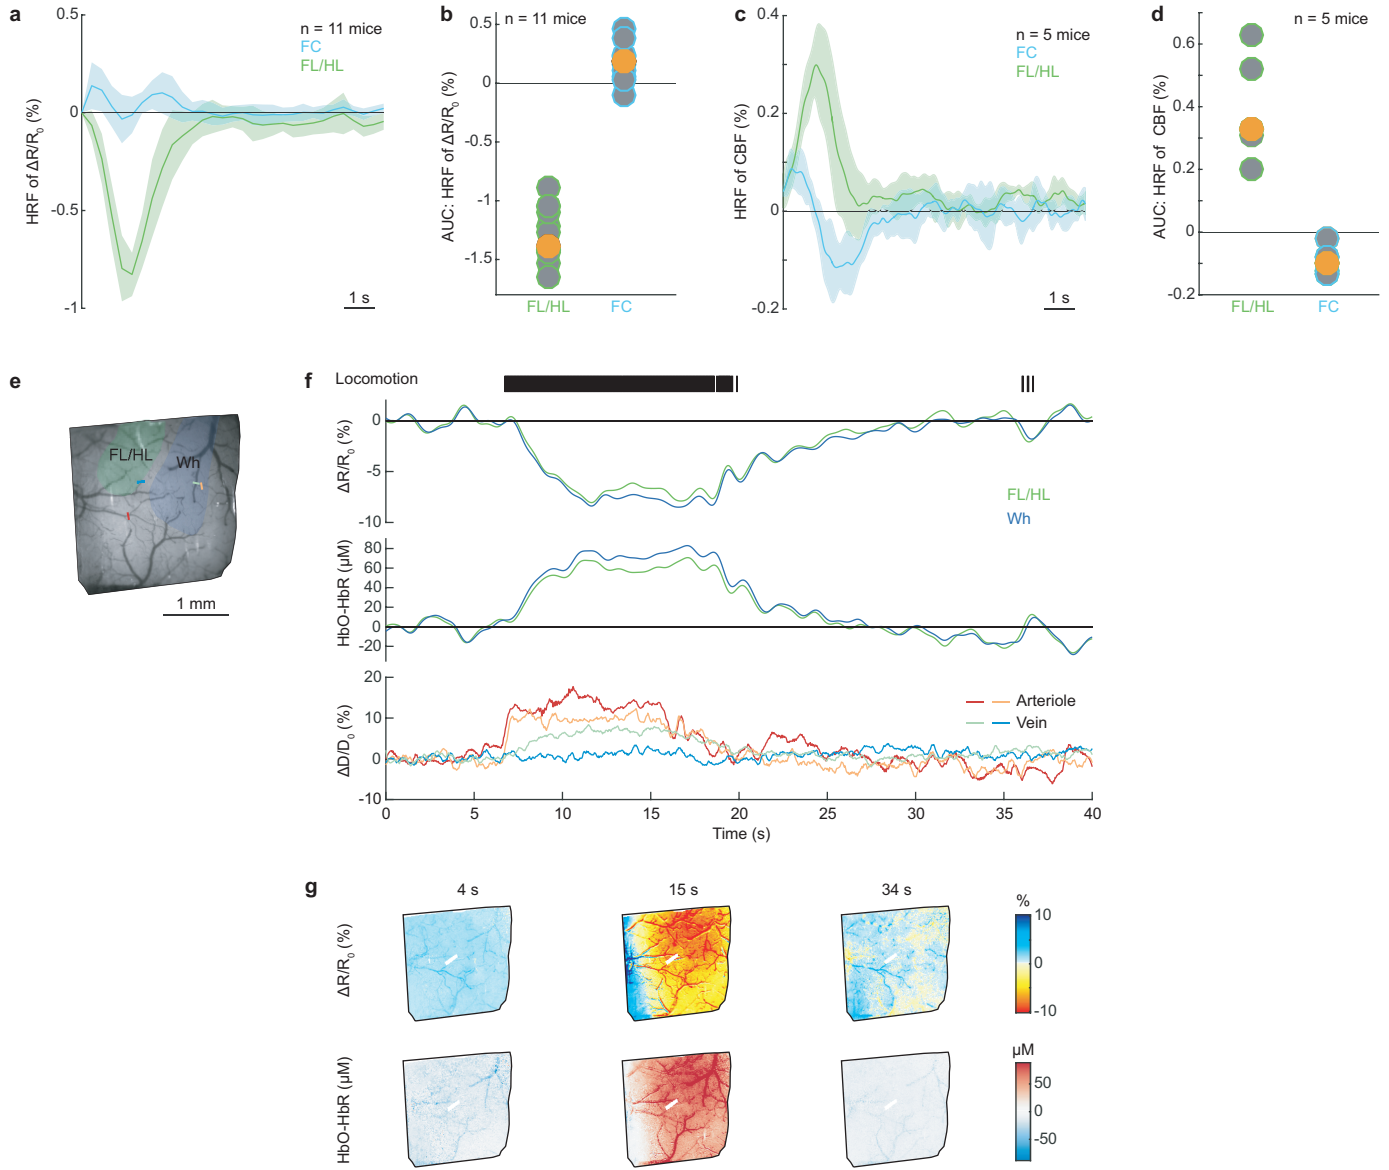 a
n = 11 mice
FC
FL/HL
HRF of ΔR/R0 (%)
0.5
0
-0.5
-1
1 s
b
n = 11 mice
AUC: HRF of ΔR/R0 (%)
0.5
0
-0.5
-1
-1.5
FL/HL
FC
c
n = 5 mice
FC
FL/HL
HRF of CBF (%)
0.4
0.2
0
-0.2
1 s
d
n = 5 mice
AUC: HRF of CBF (%)
0.6
0.4
0.2
0
-0.2
FL/HL
FC
e
FL/HL
Wh
1 mm
f
Locomotion
ΔR/R0 (%)
0
-5
-10
FL/HL
Wh
HbO-HbR (µM)
80
60
40
20
0
-20
ΔD/D0 (%)
20
10
0
-10
Arteriole
Vein
0 5 10 15 20 25 30 35 40
Time (s)
g
4 s 15 s 34 s
ΔR/R0 (%)
%
10
0
-10
HbO-HbR (µM)
µM
50
0
-50